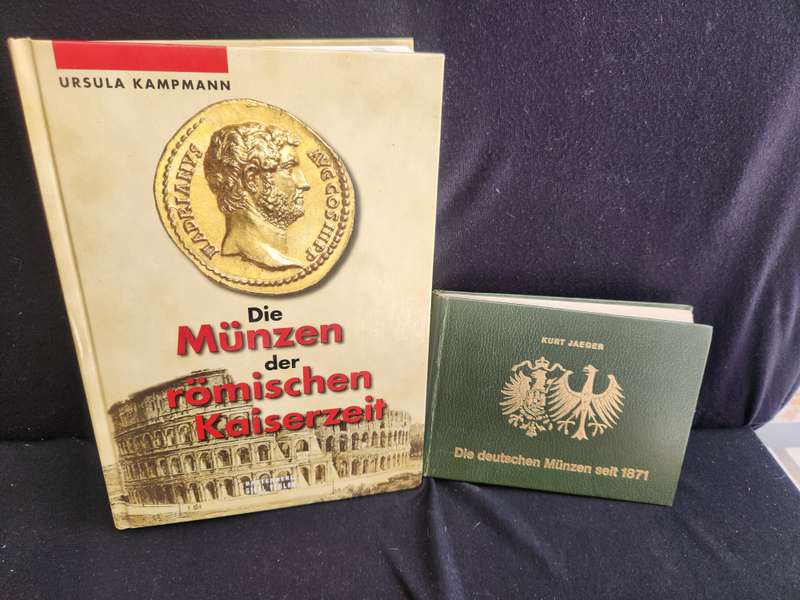 URSULA KAMPMANN
HADRIANVS
AVG COS III PP
Die
Münzen
der
römischen
Kaiserzeit
KURT JAEGER
Die deutschen Münzen seit 1871